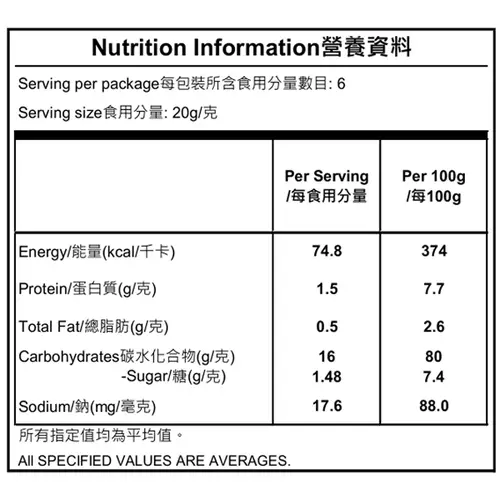 Nutrition Information營養資料
Serving per package每包裝所含食用分量數目: 6
Serving size食用分量: 20g/克
Per Serving /每食用分量 Per 100g /每100g
Energy/能量(kcal/千卡) 74.8 374
Protein/蛋白質(g/克) 1.5 7.7
Total Fat/總脂肪(g/克) 0.5 2.6
Carbohydrates碳水化合物(g/克) 16 80
-Sugar/糖(g/克) 1.48 7.4
Sodium/鈉(mg/毫克) 17.6 88.0
所有指定值均為平均值。
All SPECIFIED VALUES ARE AVERAGES.